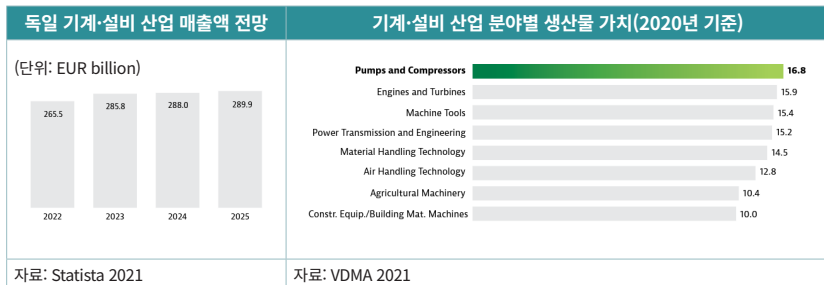 독일 기계·설비 산업 매출액 전망
기계·설비 산업 분야별 생산물 가치(2020년 기준)
(단위: EUR billion)
265.5
285.8
288.0
289.9
2022
2023
2024
2025
Pumps and Compressors 16.8
Engines and Turbines 15.9
Machine Tools 15.4
Power Transmission and Engineering 15.2
Material Handling Technology 14.5
Air Handling Technology 12.8
Agricultural Machinery 10.4
Constr. Equip./Building Mat. Machines 10.0
자료: Statista 2021
자료: VDMA 2021